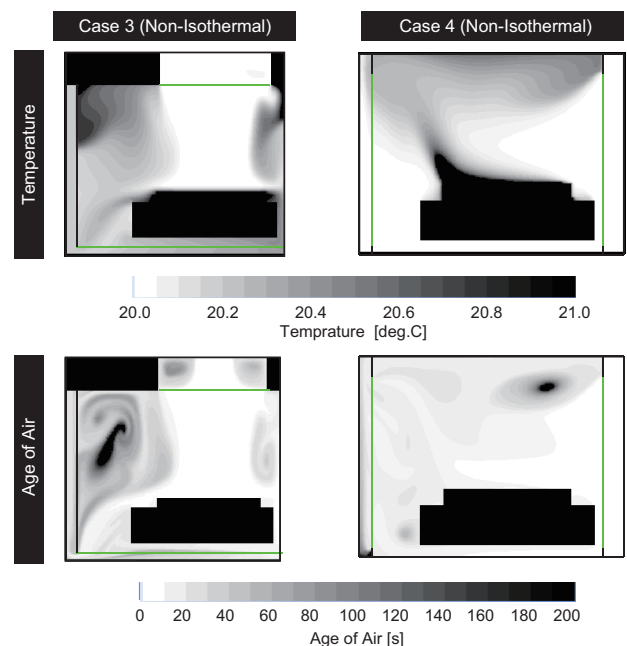 Case 3 (Non-Isothermal) Case 4 (Non-Isothermal)
Temperature
20.0 20.2 20.4 20.6 20.8 21.0
Temprature [deg.C]
Age of Air
0 20 40 60 80 100 120 140 160 180 200
Age of Air [s]